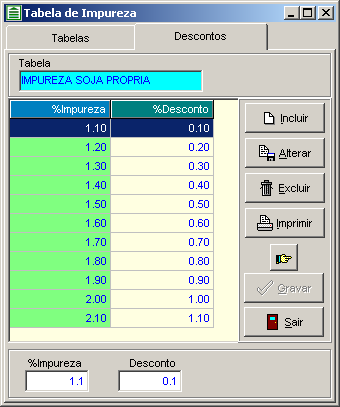 Tabela de Impureza
Tabelas Descontos
Tabela
IMPUREZA SOJA PROPRIA
%Impureza %Desconto
1.10 0.10
1.20 0.20
1.30 0.30
1.40 0.40
1.50 0.50
1.60 0.60
1.70 0.70
1.80 0.80
1.90 0.90
2.00 1.00
2.10 1.10
Incluir
Alterar
Excluir
Imprimir
Gravar
Sair
%Impureza Desconto
1.1 0.1